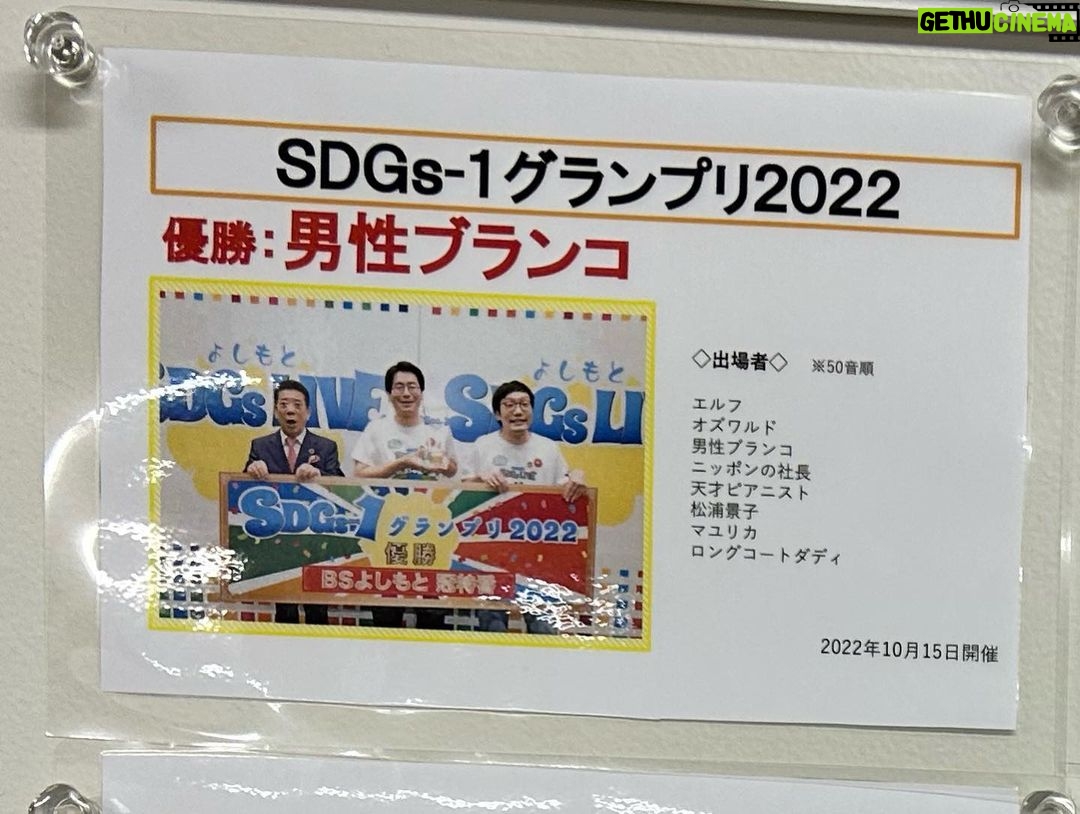 GETHUCINEMA
SDGs-1グランプリ2022
優勝：男性ブランコ
よしもと
よしもと
SDGs LIVE
SDGs LI
SDGs-1グランプリ2022
優勝
BSよしもと 冠特番
◇出場者◇ ※50音順
エルフ
オズワルド
男性ブランコ
ニッポンの社長
天才ピアニスト
松浦景子
マユリカ
ロングコートダディ
2022年10月15日開催